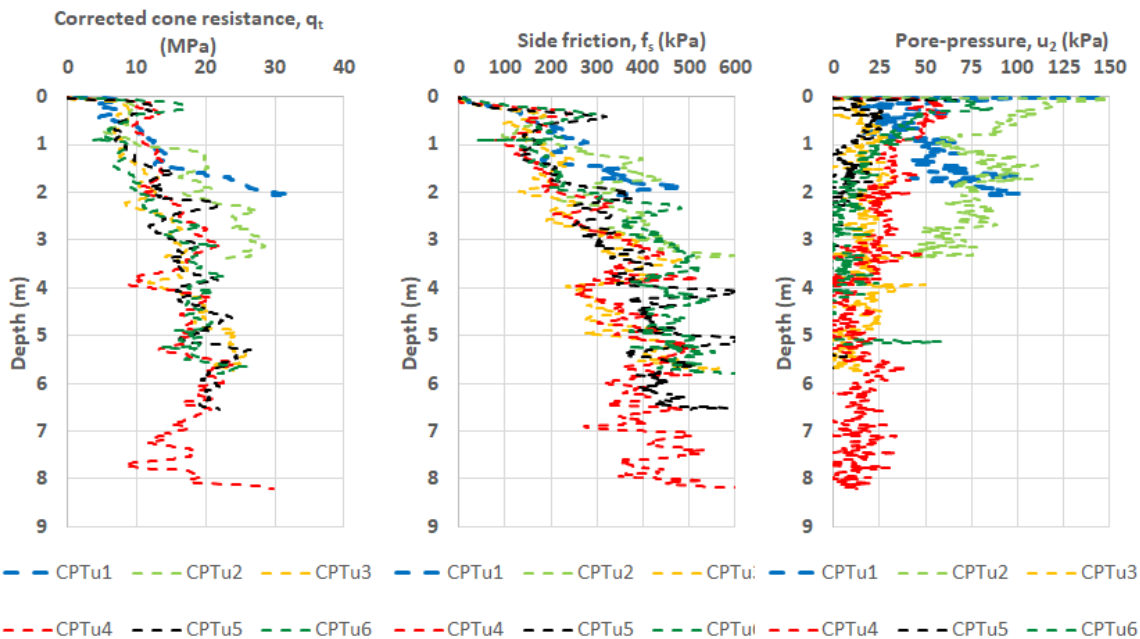 Corrected cone resistance, qt
(MPa)
0 10 20 30 40
0
1
2
3
4
5
6
7
8
9
Depth (m)
Side friction, fs(kPa)
0 100 200 300 400 500 600
0
1
2
3
4
5
6
7
8
9
Depth (m)
Pore-pressure, u2 (kPa)
0 25 50 75 100 125 150
0
1
2
3
4
5
6
7
8
9
Depth (m)
CPTu1 CPTu2 CPTu3
CPTu4 CPTu5 CPTu6
CPTu1 CPTu2 CPTu
CPTu4 CPTu5 CPTu
CPTu1 CPTu2 CPTu3
CPTu4 CPTu5 CPTu6